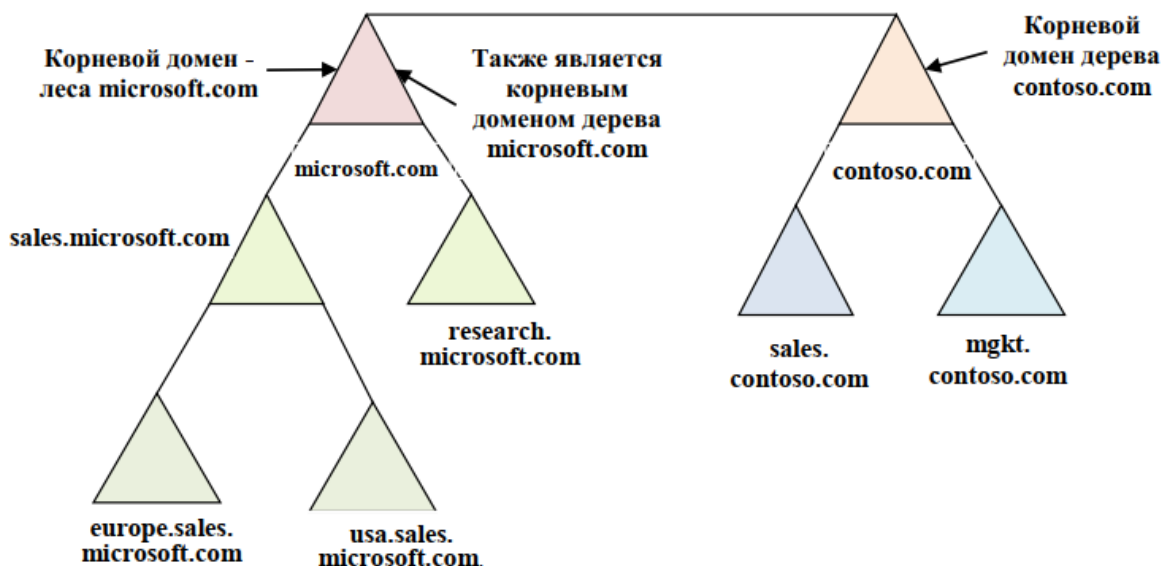 Корневой домен -
леса microsoft.com
Также является
корневым
доменом дерева
microsoft.com
Корневой
домен дерева
contoso.com
microsoft.com
contoso.com
sales.microsoft.com
research.
microsoft.com
sales.
contoso.com
mgkt.
contoso.com
europe.sales.
microsoft.com
usa.sales.
microsoft.com.